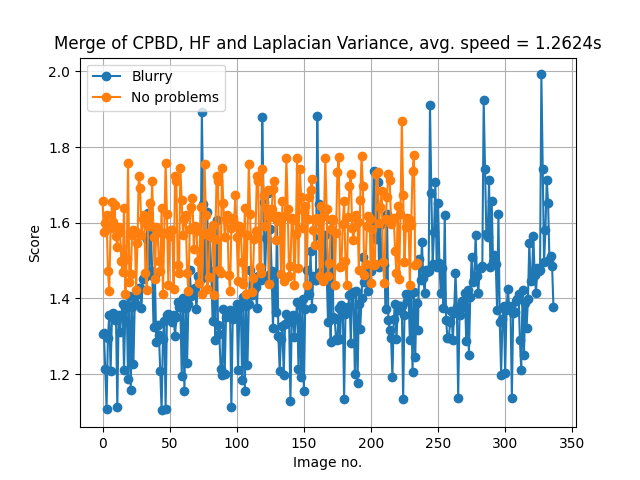 Merge of CPBD, HF and Laplacian Variance, avg. speed = 1.2624s
Blurry
No problems
2.0
1.8
1.6
1.4
1.2
Score
0 50 100 150 200 250 300 350
Image no.